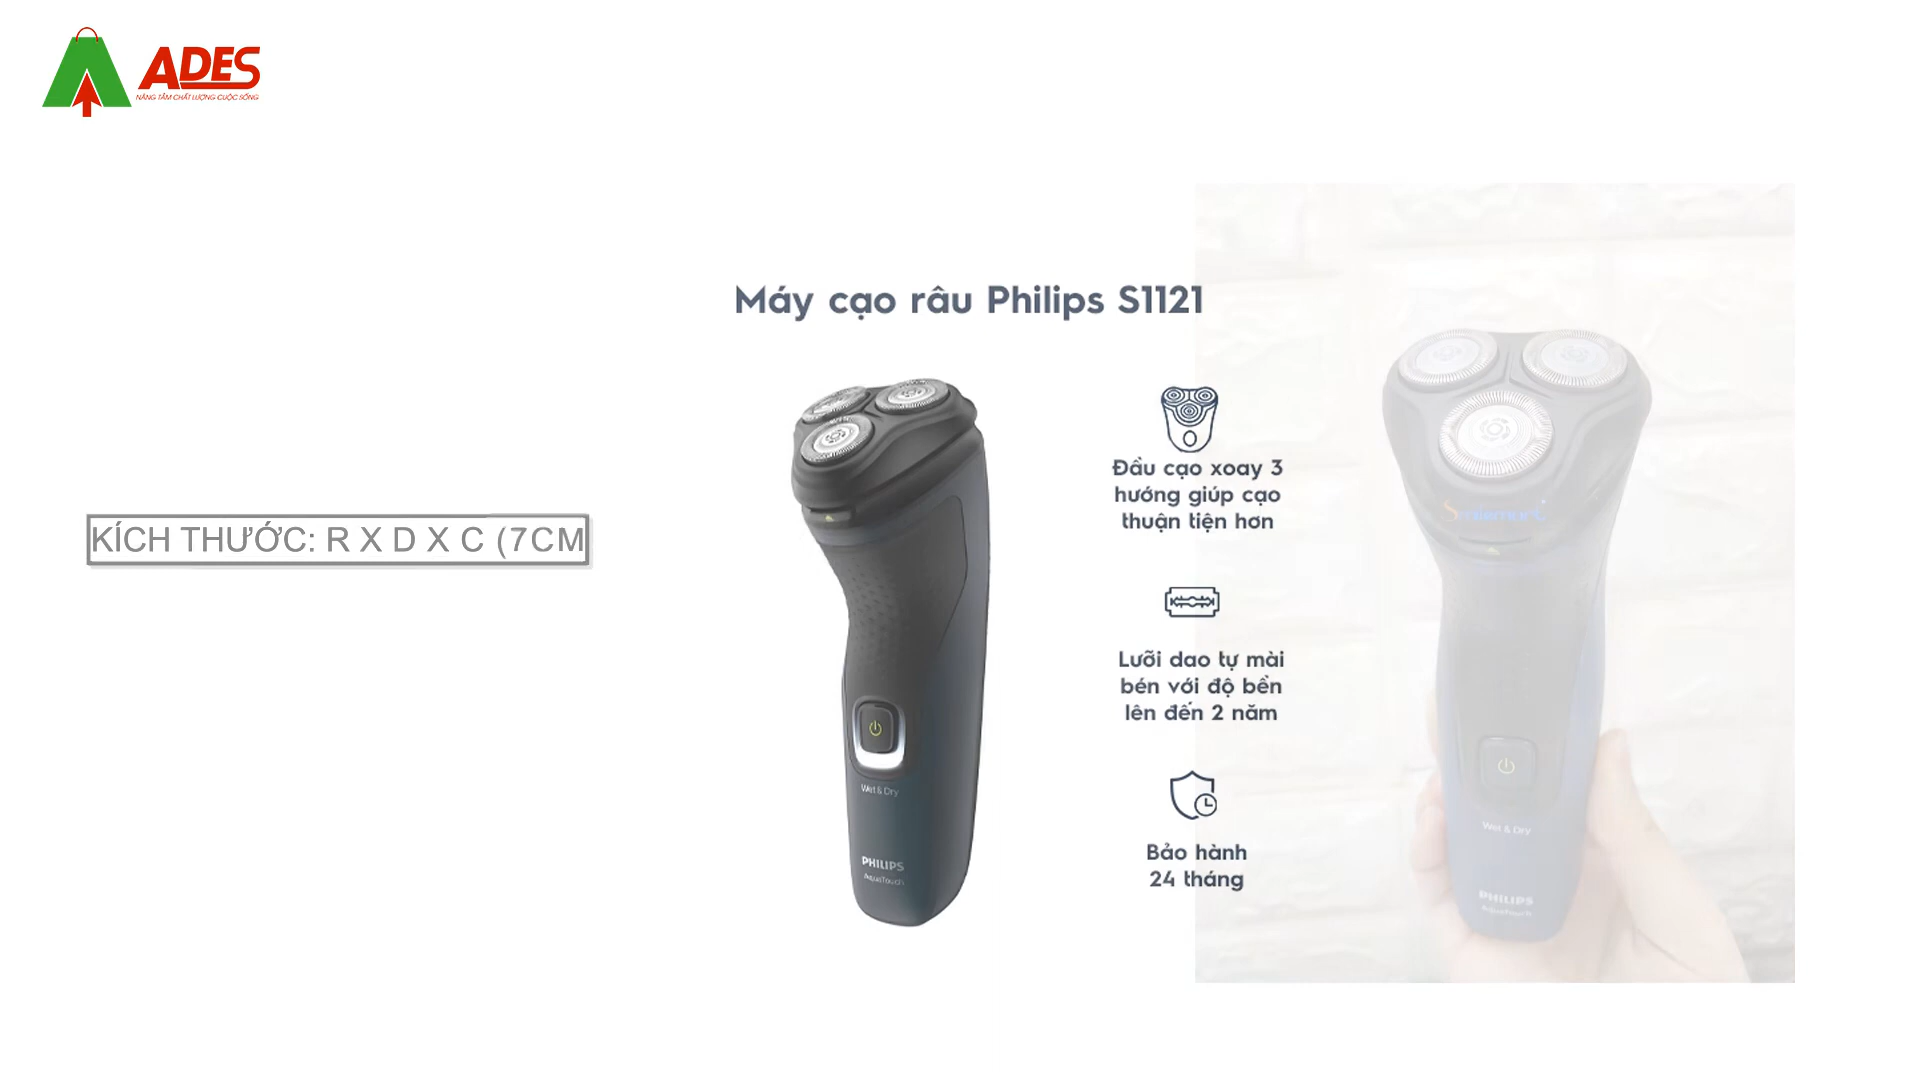 ADES
NÂNG TẦM CHẤT LƯỢNG CUỘC SỐNG
Máy cạo râu Philips S1121
Đầu cạo xoay 3
hướng giúp cạo
thuận tiện hơn
KÍCH THƯỚC: R X D X C (7CM
Lưỡi dao tự mài
bén với độ bền
lên đến 2 năm
Bảo hành
24 tháng
Wet & Dry
PHILIPS
AquaTouch
Wet & Dry
PHILIPS
AquaTouch